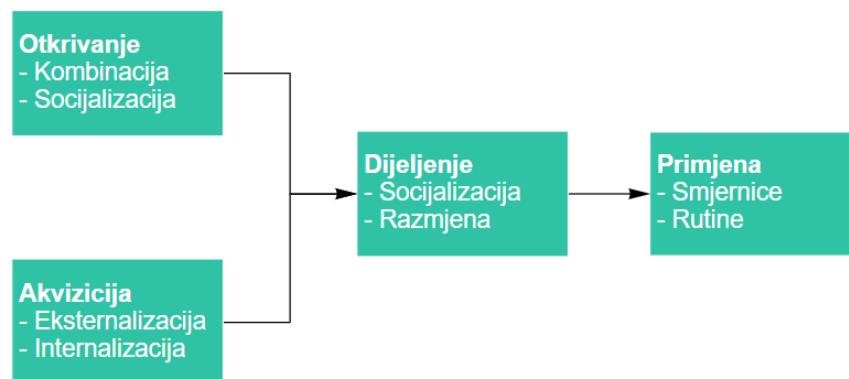 Otkrivanje
- Kombinacija
- Socijalizacija
Akvizicija
- Eksternalizacija
- Internalizacija
Dijeljenje
- Socijalizacija
- Razmjena
Primjena
- Smjernice
- Rutine